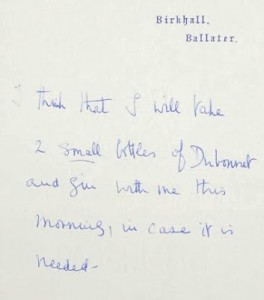 Birkhall,
Ballater.
I think that I will take
2 small bottles of Dubonnet
and gin with me this
morning, in case it is
needed -